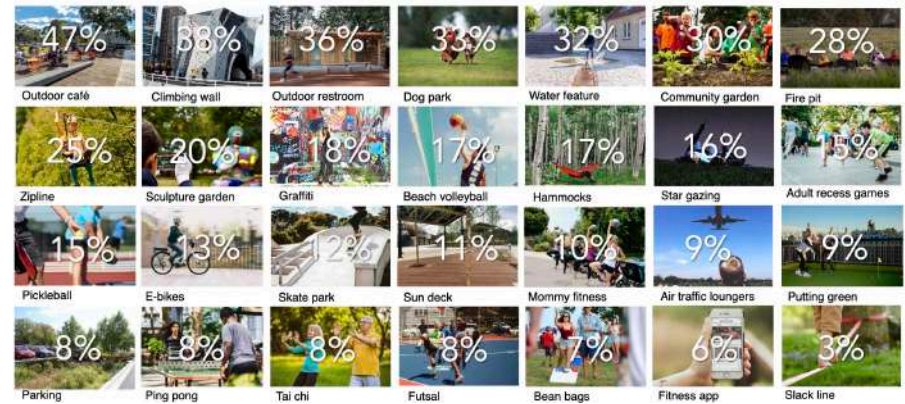 47% 38% 36% 33% 32% 30% 28%
Outdoor café Climbing wall Outdoor restroom Dog park Water feature Community garden Fire pit
25% 20% 18% 17% 17% 16% 15%
Zipline Sculpture garden Graffiti Beach volleyball Hammocks Star gazing Adult recess games
15% 13% 12% 11% 10% 9% 9%
Pickleball E-bikes Skate park Sun deck Mommy fitness Air traffic loungers Putting green
8% 8% 8% 8% 7% 6% 3%
Parking Ping pong Tai chi Futsal Bean bags Fitness app Slack line